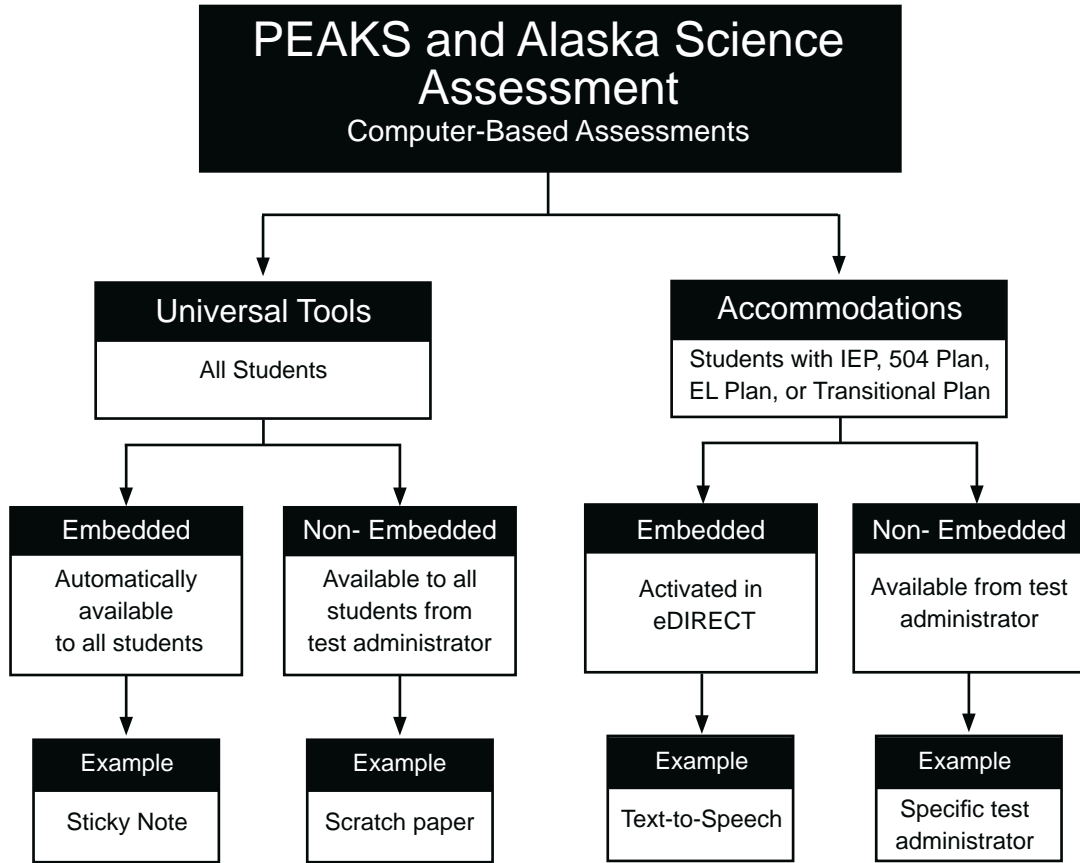 PEAKS and Alaska Science
Assessment
Computer-Based Assessments
Universal Tools
All Students
Accommodations
Students with IEP, 504 Plan,
EL Plan, or Transitional Plan
Embedded
Automatically
available
to all students
Non- Embedded
Available to all
students from
test administrator
Embedded
Activated in
eDIRECT
Non- Embedded
Available from test
administrator
Example
Sticky Note
Example
Scratch paper
Example
Text-to-Speech
Example
Specific test
administrator